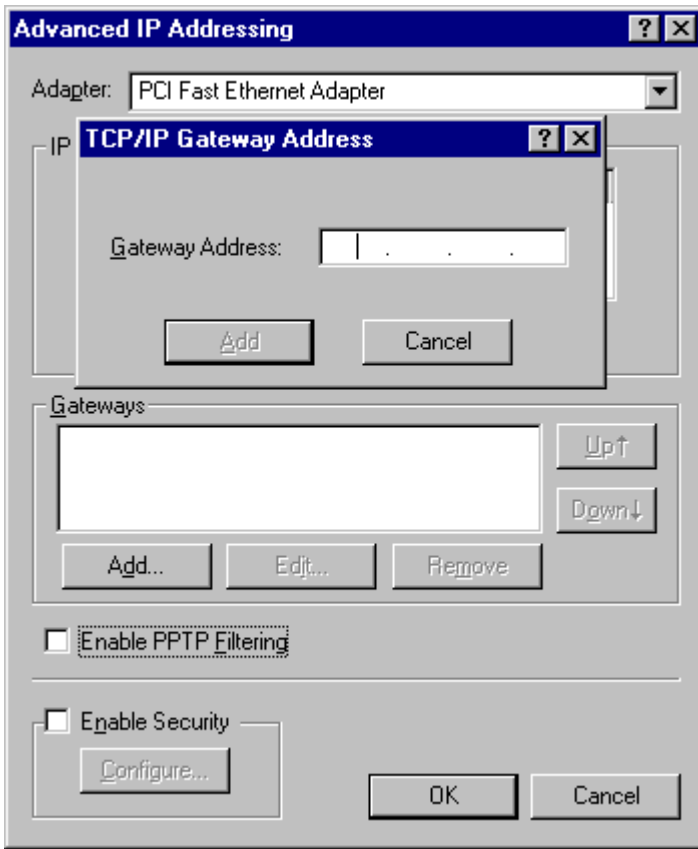 Advanced IP Addressing
Adapter: PCI Fast Ethernet Adapter
IP
TCP/IP Gateway Address
Gateway Address: . . .
Add Cancel
Gateways
Up↑
Down↓
Add... Edit... Remove
Enable PPTP Filtering
Enable Security
Configure...
OK Cancel